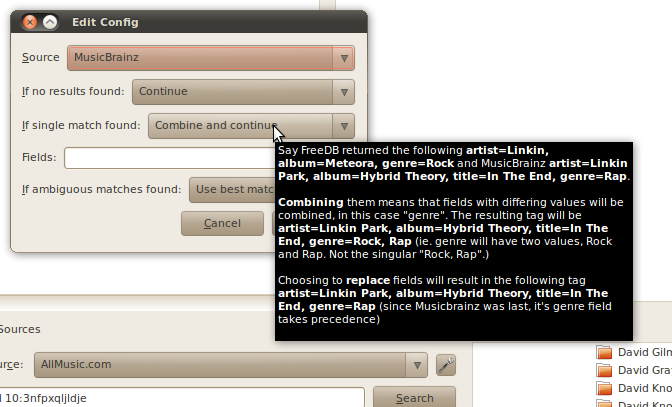 Edit Config
Source
MusicBrainz
If no results found:
Continue
If single match found:
Combine and continue
Fields:
If ambiguous matches found:
Use best matc
Cancel
Say FreeDB returned the following artist=Linkin,
album=Meteora, genre=Rock and MusicBrainz artist=Linkin
Park, album=Hybrid Theory, title=In The End, genre=Rap.
Combining them means that fields with differing values will be
combined, in this case "genre". The resulting tag will be
artist=Linkin Park, album=Hybrid Theory, title=In The
End, genre=Rock, Rap (ie. genre will have two values, Rock
and Rap. Not the singular "Rock, Rap".)
Choosing to replace fields will result in the following tag
artist=Linkin Park, album=Hybrid Theory, title=In The
End, genre=Rap (since Musicbrainz was last, it's genre field
takes precedence)
Sources
urce:
AllMusic.com
l 10:3nfpxqljldje
Search
David Gilm
David Gra
David Kno
David Kno